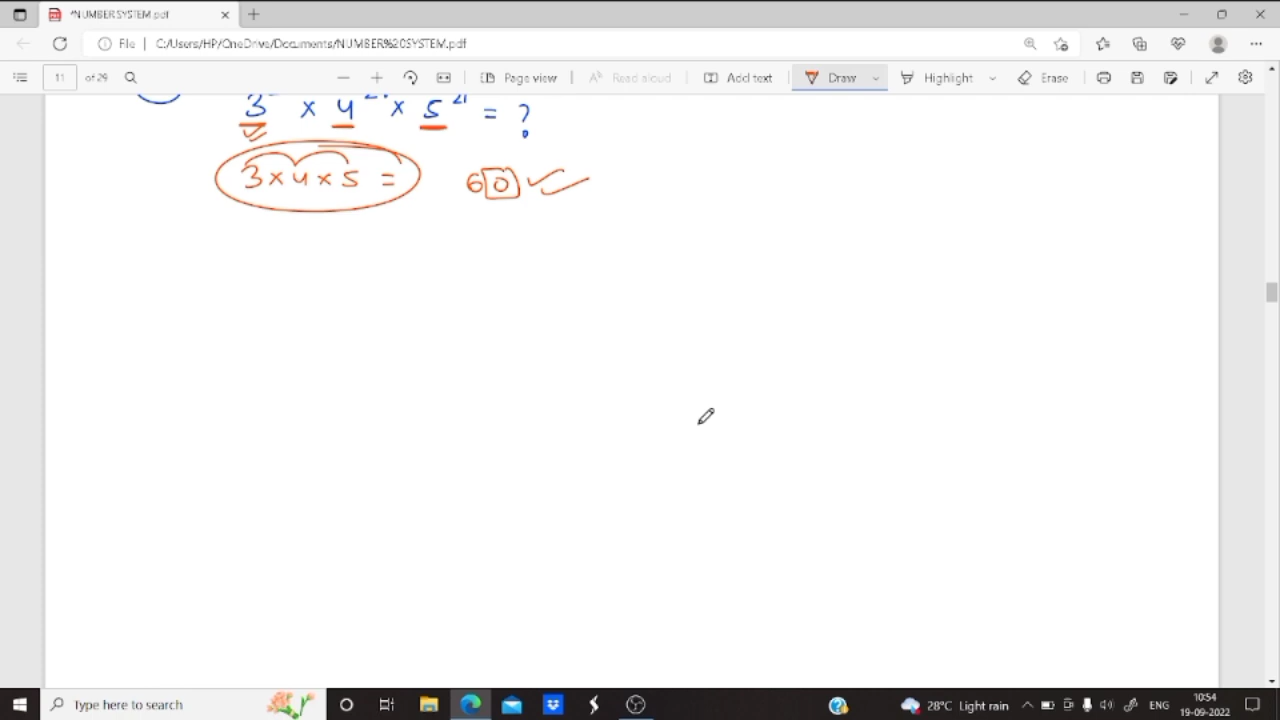 *NUMBER SYSTEM.pdf
File C:/Users/HP/OneDrive/Documents/NUMBER%20SYSTEM.pdf
11 of 29 Page view Read aloud Add text Draw Highlight Erase
3 × 4 × 5 = ?
3 × 4 × 5 = 60
Type here to search
28°C Light rain ENG 10:54
19-09-2022